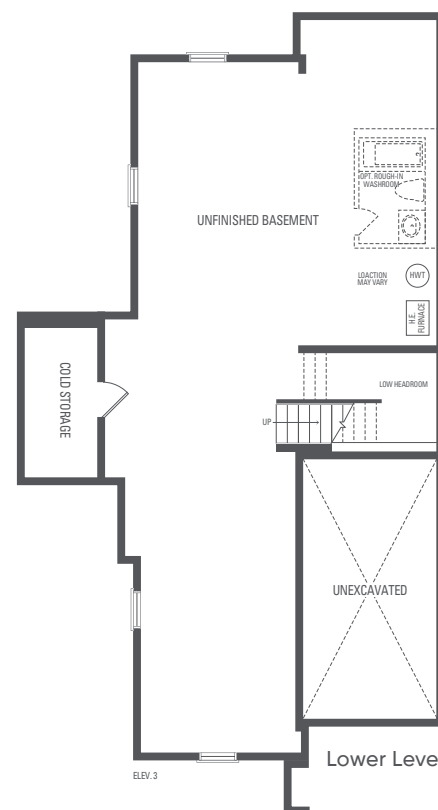 OPT. ROUGH-IN
WASHROOM
UNFINISHED BASEMENT
LOACTION
MAY VARY
HWT
H.E.
FURNACE
COLD STORAGE
LOW HEADROOM
UP
UNEXCAVATED
Lower Leve
ELEV. 3